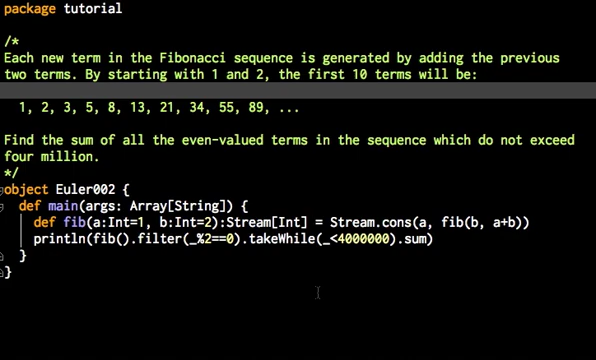 package tutorial
/*
Each new term in the Fibonacci sequence is generated by adding the previous
two terms. By starting with 1 and 2, the first 10 terms will be:
1, 2, 3, 5, 8, 13, 21, 34, 55, 89, ...
Find the sum of all the even-valued terms in the sequence which do not exceed
four million.
*/
object Euler002 {
def main(args: Array[String]) {
def fib(a:Int=1, b:Int=2):Stream[Int] = Stream.cons(a, fib(b, a+b))
println(fib().filter(_%2==0).takeWhile(_<4000000).sum)
}
}